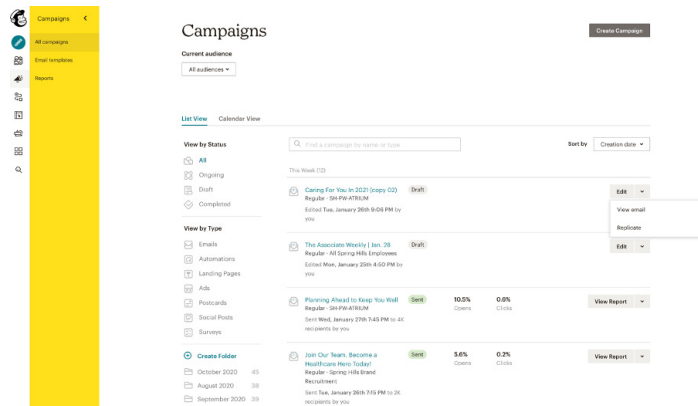 Campaigns
All campaigns
Email templates
Reports
Campaigns
Create Campaign
Current audience
All audiences
List View
Calendar View
View by Status
All
Ongoing
Draft
Completed
View by Type
Emails
Automations
Landing Pages
Ads
Postcards
Social Posts
Surveys
Create Folder
October 2020 45
August 2020 38
September 2020 39
Find a campaign by name or type
Sort by Creation date
This Week (12)
Caring For You In 2021 (copy 02) Draft
Regular - SH-PW-ATRIUM
Edited Tue, January 26th 9:06 PM by
you
Edit
View email
Replicate
The Associate Weekly | Jan. 28 Draft
Regular - All Spring Hills Employees
Edited Mon, January 25th 4:50 PM by
you
Edit
Planning Ahead to Keep You Well Sent 10.5% 0.6% View Report
Regular - SH-PW-ATRIUM Opens Clicks
Sent Wed, January 27th 7:45 PM to 4K
recipients by you
Join Our Team. Become a Sent 5.6% 0.2% View Report
Healthcare Hero Today! Opens Clicks
Regular - Spring Hills Brand
Recruitment
Sent Tue, January 26th 7:15 PM to 2K
recipients by you